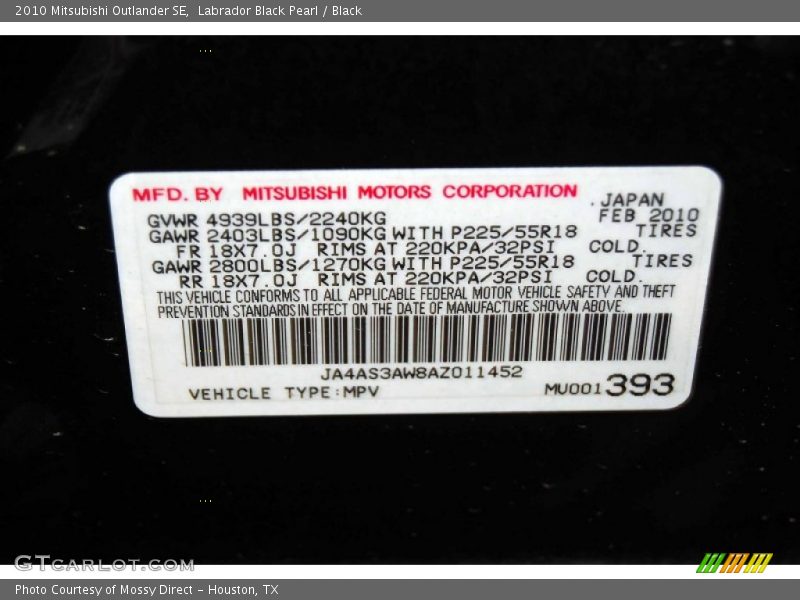 2010 Mitsubishi Outlander SE,  Labrador Black Pearl / Black
MFD. BY MITSUBISHI MOTORS CORPORATION
JAPAN
GVWR 4939LBS/2240KG FEB 2010
GAWR 2403LBS/1090KG WITH P225/55R18 TIRES
FR 18X7.0J RIMS AT 220KPA/32PSI COLD.
GAWR 2800LBS/1270KG WITH P225/55R18 TIRES
RR 18X7.0J RIMS AT 220KPA/32PSI COLD.
THIS VEHICLE CONFORMS TO ALL APPLICABLE FEDERAL MOTOR VEHICLE SAFETY AND THEFT
PREVENTION STANDARDS IN EFFECT ON THE DATE OF MANUFACTURE SHOWN ABOVE.
JA4AS3AW8AZ011452
VEHICLE TYPE:MPV MU001393
GTCARLOT.COM
Photo Courtesy of Mossy Direct - Houston, TX